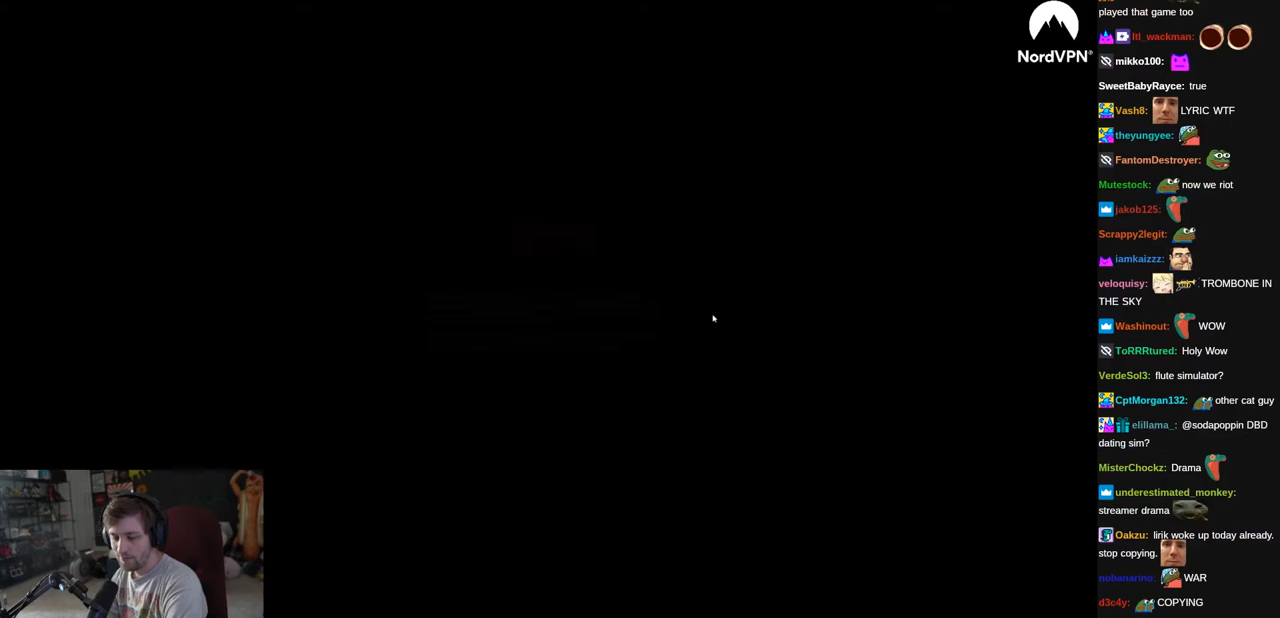 NordVPN®
played that game too
ltl_wackman:
mikko100:
SweetBabyRayce: true
Vash8: LYRIC WTF
theyungyee:
FantomDestroyer:
Mutestock: now we riot
jakob125:
Scrappy2legit:
iamkaizzz:
veloquisy: TROMBONE IN
THE SKY
Washinout: WOW
ToRRRtured: Holy Wow
VerdeSol3: flute simulator?
CptMorgan132: other cat guy
elillama_: @sodapoppin DBD
dating sim?
MisterChockz: Drama
underestimated_monkey:
streamer drama
Oakzu: lirik woke up today already.
stop copying.
nobanarino: WAR
d3c4y: COPYING